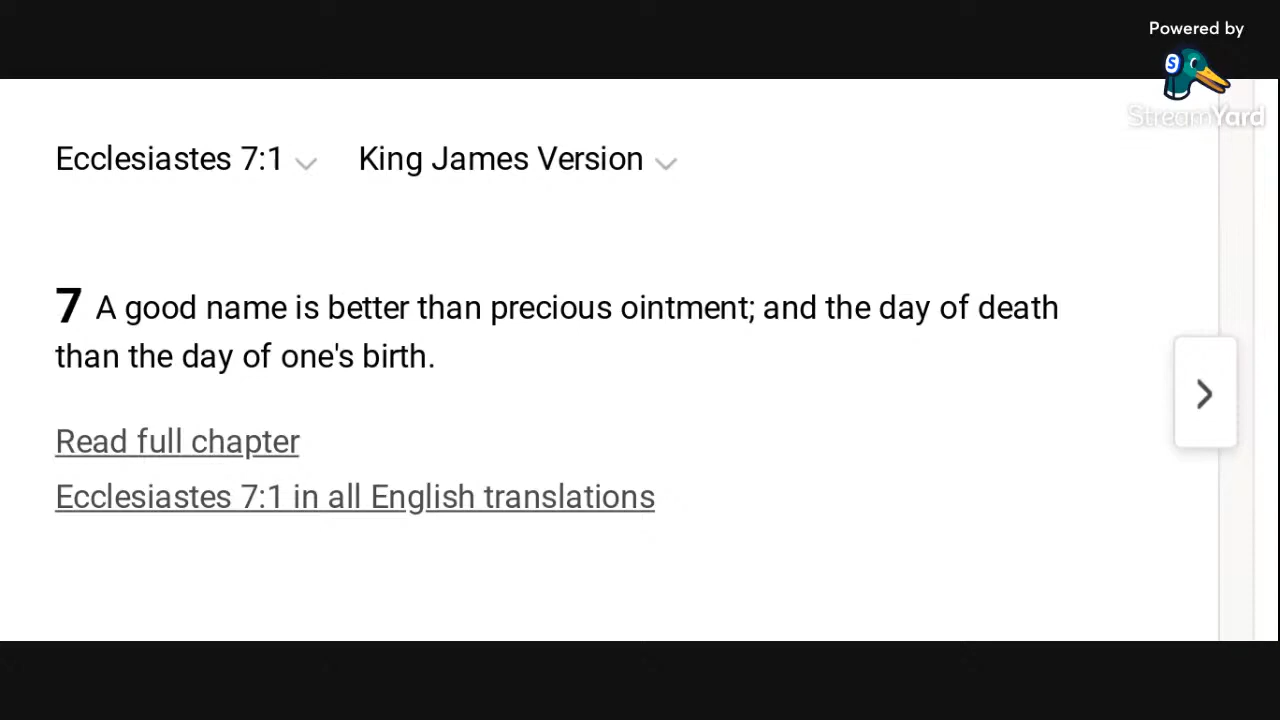 Powered by
S
StreamYard
Ecclesiastes 7:1 King James Version
7 A good name is better than precious ointment; and the day of death
than the day of one's birth.
Read full chapter
Ecclesiastes 7:1 in all English translations